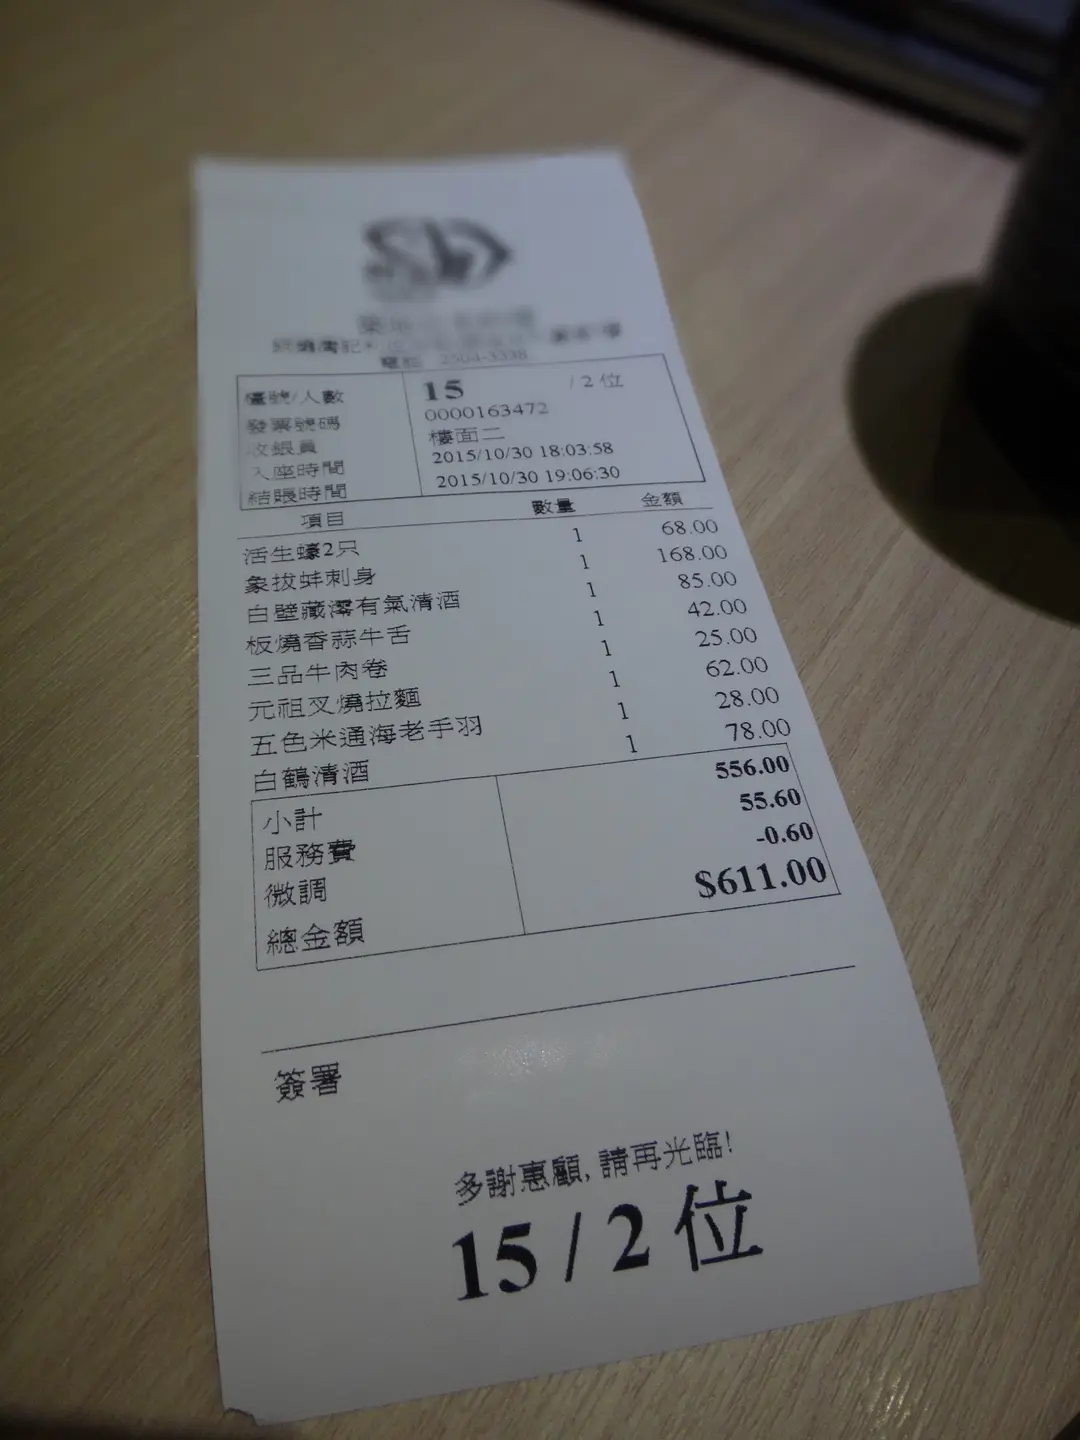 電話 2504-3338
檯號/人數 15 /2位
發票號碼 0000163472
收銀員 樓面二
入座時間 2015/10/30 18:03:58
結賬時間 2015/10/30 19:06:30
項目 數量 金額
活生蠔2只 1 68.00
象拔蚌刺身 1 168.00
白壁藏澪有氣清酒 1 85.00
板燒香蒜牛舌 1 42.00
三品牛肉卷 1 25.00
元祖叉燒拉麵 1 62.00
五色米通海老手羽 1 28.00
白鶴清酒 1 78.00
小計 556.00
服務費 55.60
微調 -0.60
總金額 $611.00
簽署
多謝惠顧, 請再光臨!
15 / 2 位